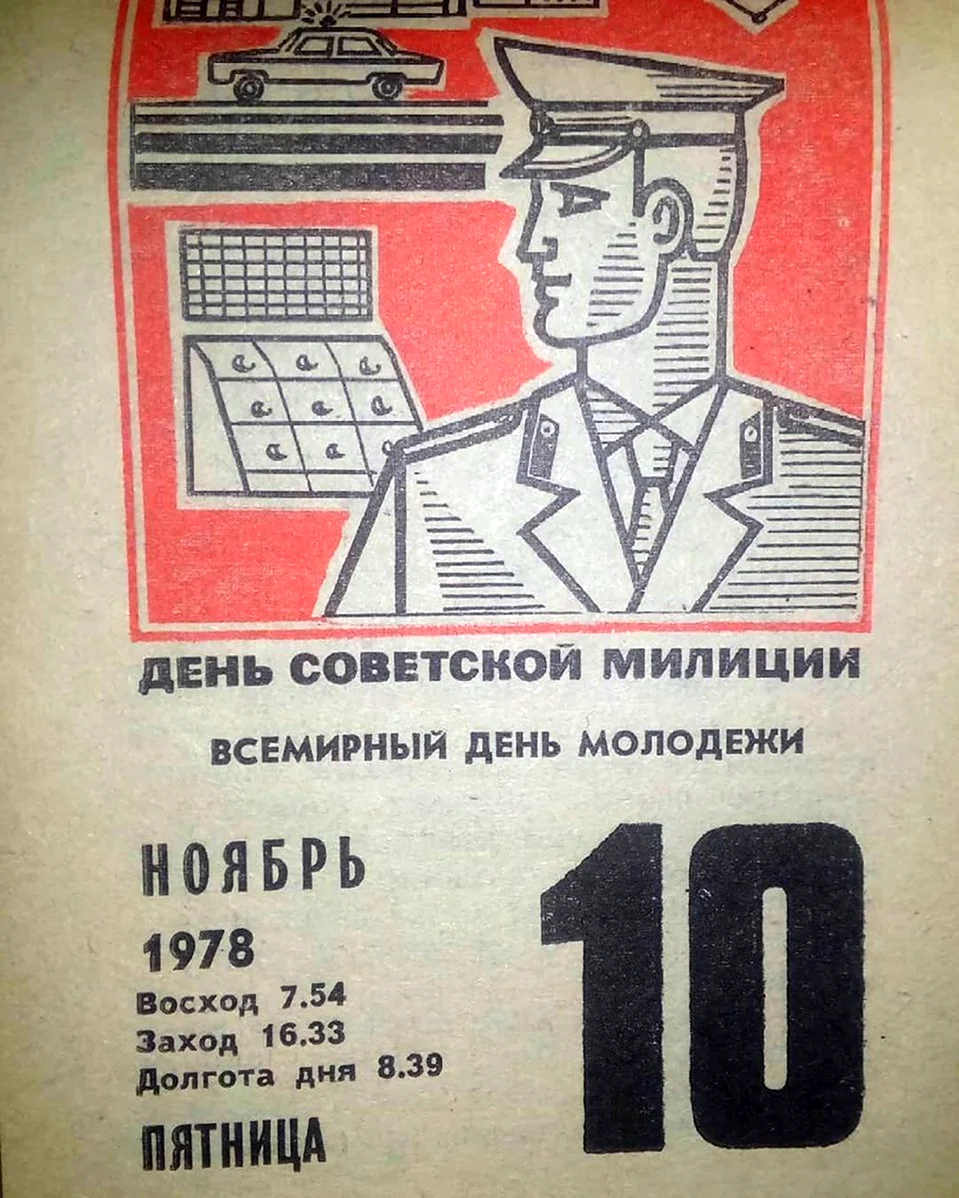 ДЕНЬ СОВЕТСКОЙ МИЛИЦИИ
ВСЕМИРНЫЙ ДЕНЬ МОЛОДЕЖИ
НОЯБРЬ
10
1978
Восход 7.54
Заход 16.33
Долгота дня 8.39
ПЯТНИЦА